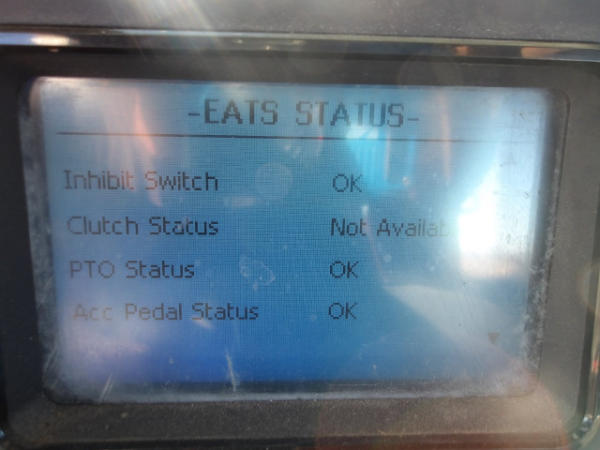 -EATS STATUS-
Inhibit Switch OK
Clutch Status Not Availab
PTO Status OK
Acc Pedal Status OK